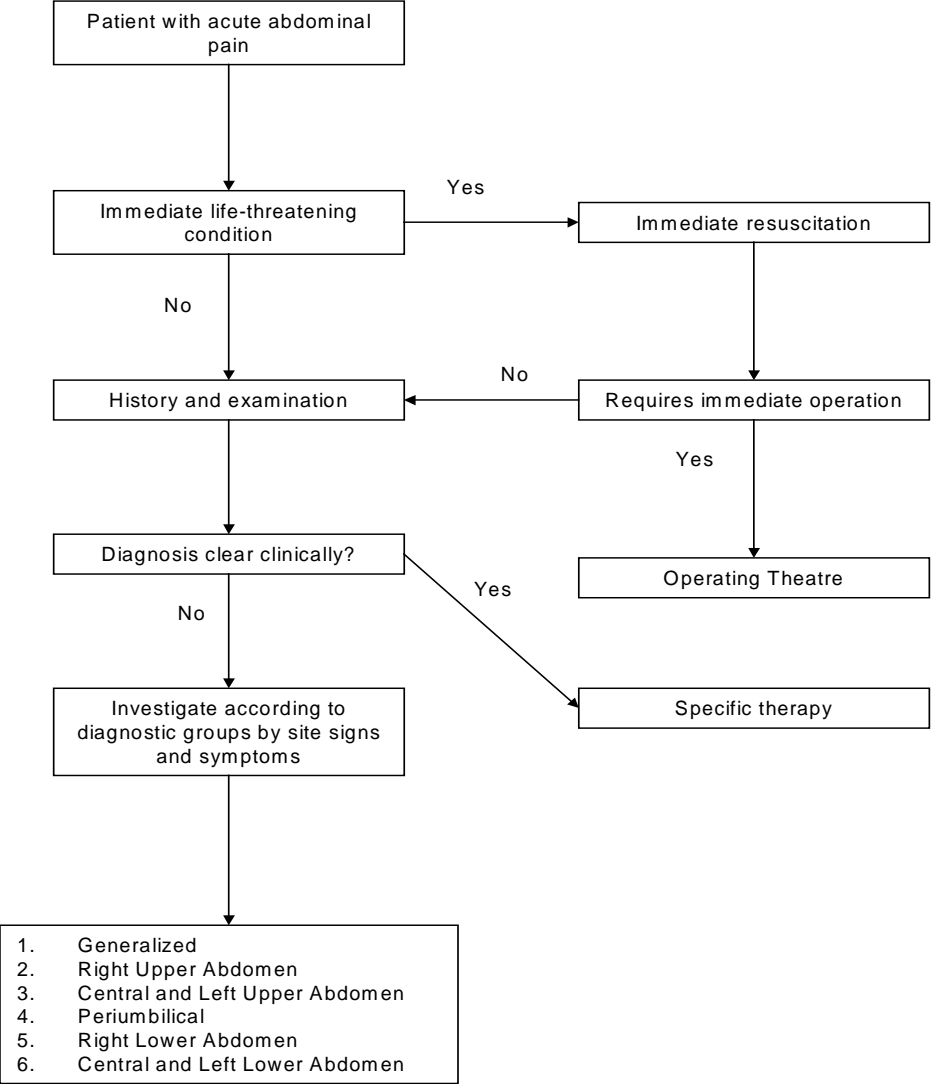 Patient with acute abdominal
pain
Yes
Immediate life-threatening
condition
Immediate resuscitation
No
No
History and examination
Requires immediate operation
Yes
Diagnosis clear clinically?
Operating Theatre
Yes
No
Investigate according to
diagnostic groups by site signs
and symptoms
Specific therapy
1. Generalized
2. Right Upper Abdomen
3. Central and Left Upper Abdomen
4. Periumbilical
5. Right Lower Abdomen
6. Central and Left Lower Abdomen